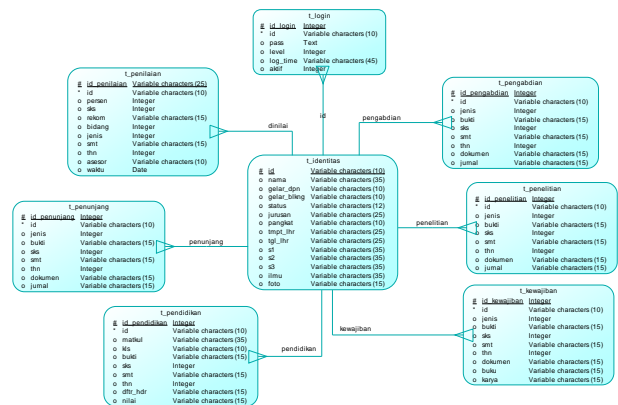 t_login
# id_login Integer
* id Variable characters (10)
o pass Text
o level Integer
o log_time Variable characters (45)
o aktif Integer
t_penilaian
# id_penilaian Variable characters (25)
* id Variable characters (10)
o persen Integer
o sks Integer
o rekom Variable characters (15)
o bidang Integer
o jenis Integer
o smt Variable characters (15)
o thn Integer
o asesor Variable characters (10)
o waktu Date
t_pengabdian
# id_pengabdian Integer
* id Variable characters (10)
o jenis Integer
o bukti Variable characters (15)
o sks Integer
o smt Variable characters (15)
o thn Integer
o dokumen Variable characters (15)
o jurnal Variable characters (15)
dinilai
id
pengabdian
t_identitas
# id Variable characters (10)
o nama Variable characters (35)
o gelar_dpn Variable characters (10)
o gelar_blkng Variable characters (10)
o status Variable characters (12)
o jurusan Variable characters (25)
o pangkat Variable characters (10)
o tmpt_lhr Variable characters (25)
o tgl_lhr Variable characters (25)
o s1 Variable characters (35)
o s2 Variable characters (35)
o s3 Variable characters (35)
o ilmu Variable characters (35)
o foto Variable characters (15)
t_penunjang
# id_penunjang Integer
* id Variable characters (10)
o jenis Integer
o bukti Variable characters (15)
o sks Integer
o smt Variable characters (15)
o thn Integer
o dokumen Variable characters (15)
o jurnal Variable characters (15)
penunjang
penelitian
t_penelitian
# id_penelitian Integer
* id Variable characters (10)
o jenis Integer
o bukti Variable characters (15)
o sks Integer
o smt Variable characters (15)
o thn Integer
o dokumen Variable characters (15)
o jurnal Variable characters (15)
t_pendidikan
# id_pendidikan Integer
* id Variable characters (10)
o matkul Variable characters (35)
o kls Variable characters (10)
o bukti Variable characters (15)
o sks Integer
o smt Variable characters (15)
o thn Integer
o dftr_hdr Variable characters (15)
o nilai Variable characters (15)
pendidikan
kewajiban
t_kewajiban
# id_kewajiban Integer
* id Variable characters (10)
o jenis Integer
o bukti Variable characters (15)
o sks Integer
o smt Variable characters (15)
o thn Integer
o dokumen Variable characters (15)
o buku Variable characters (15)
o karya Variable characters (15)